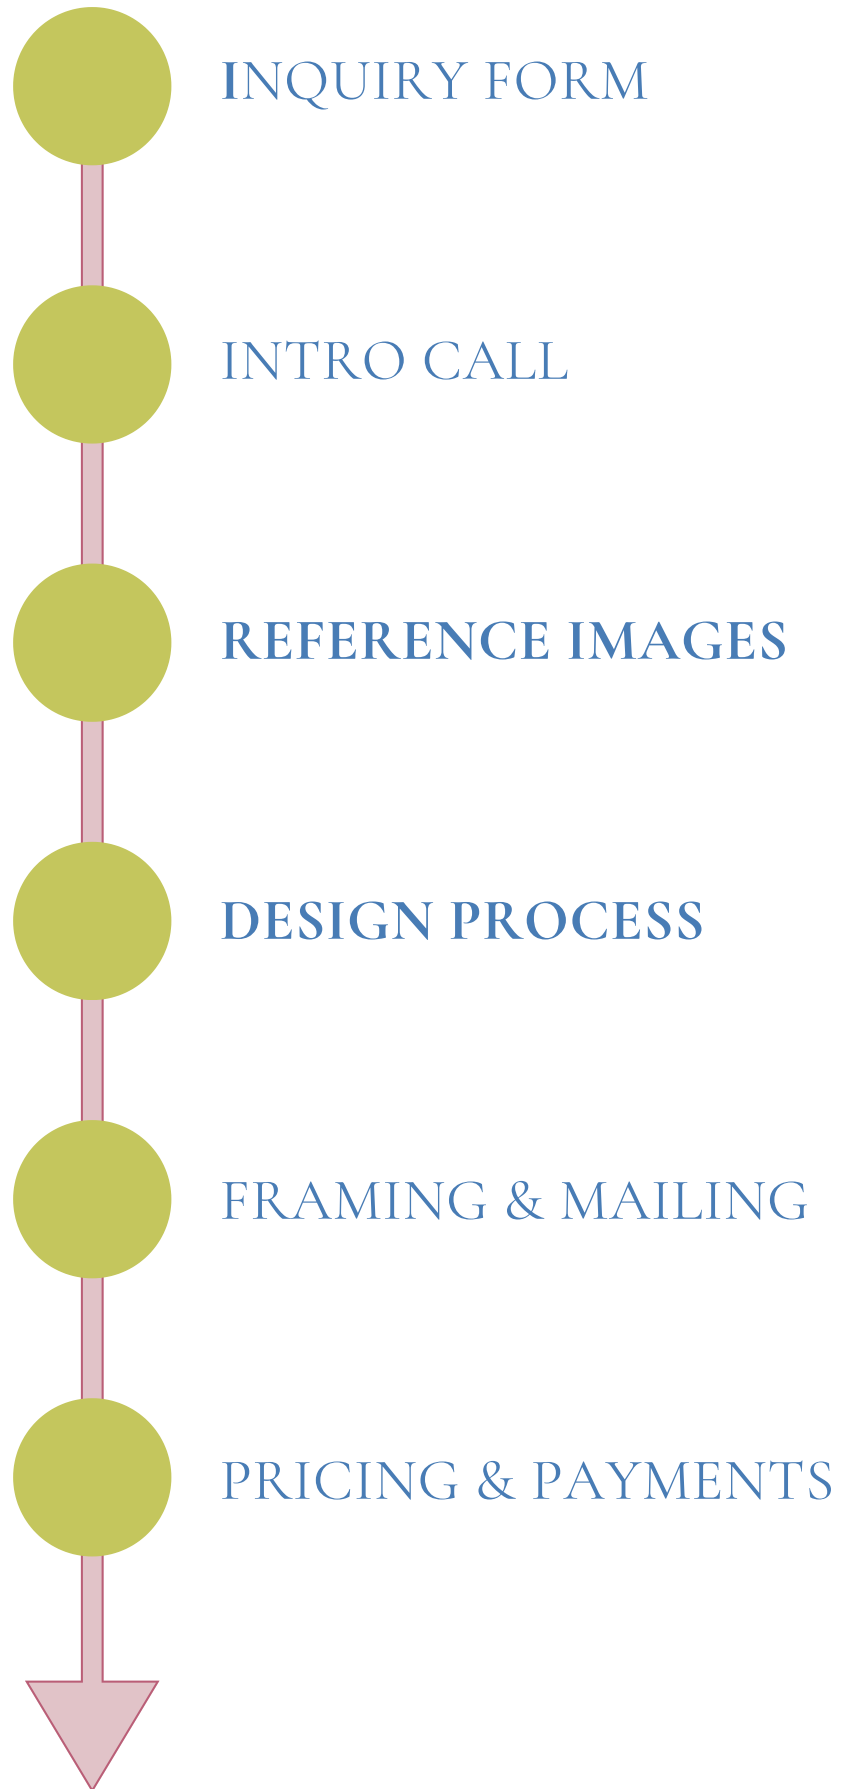 INQUIRY FORM
INTRO CALL
REFERENCE IMAGES
DESIGN PROCESS
FRAMING & MAILING
PRICING & PAYMENTS